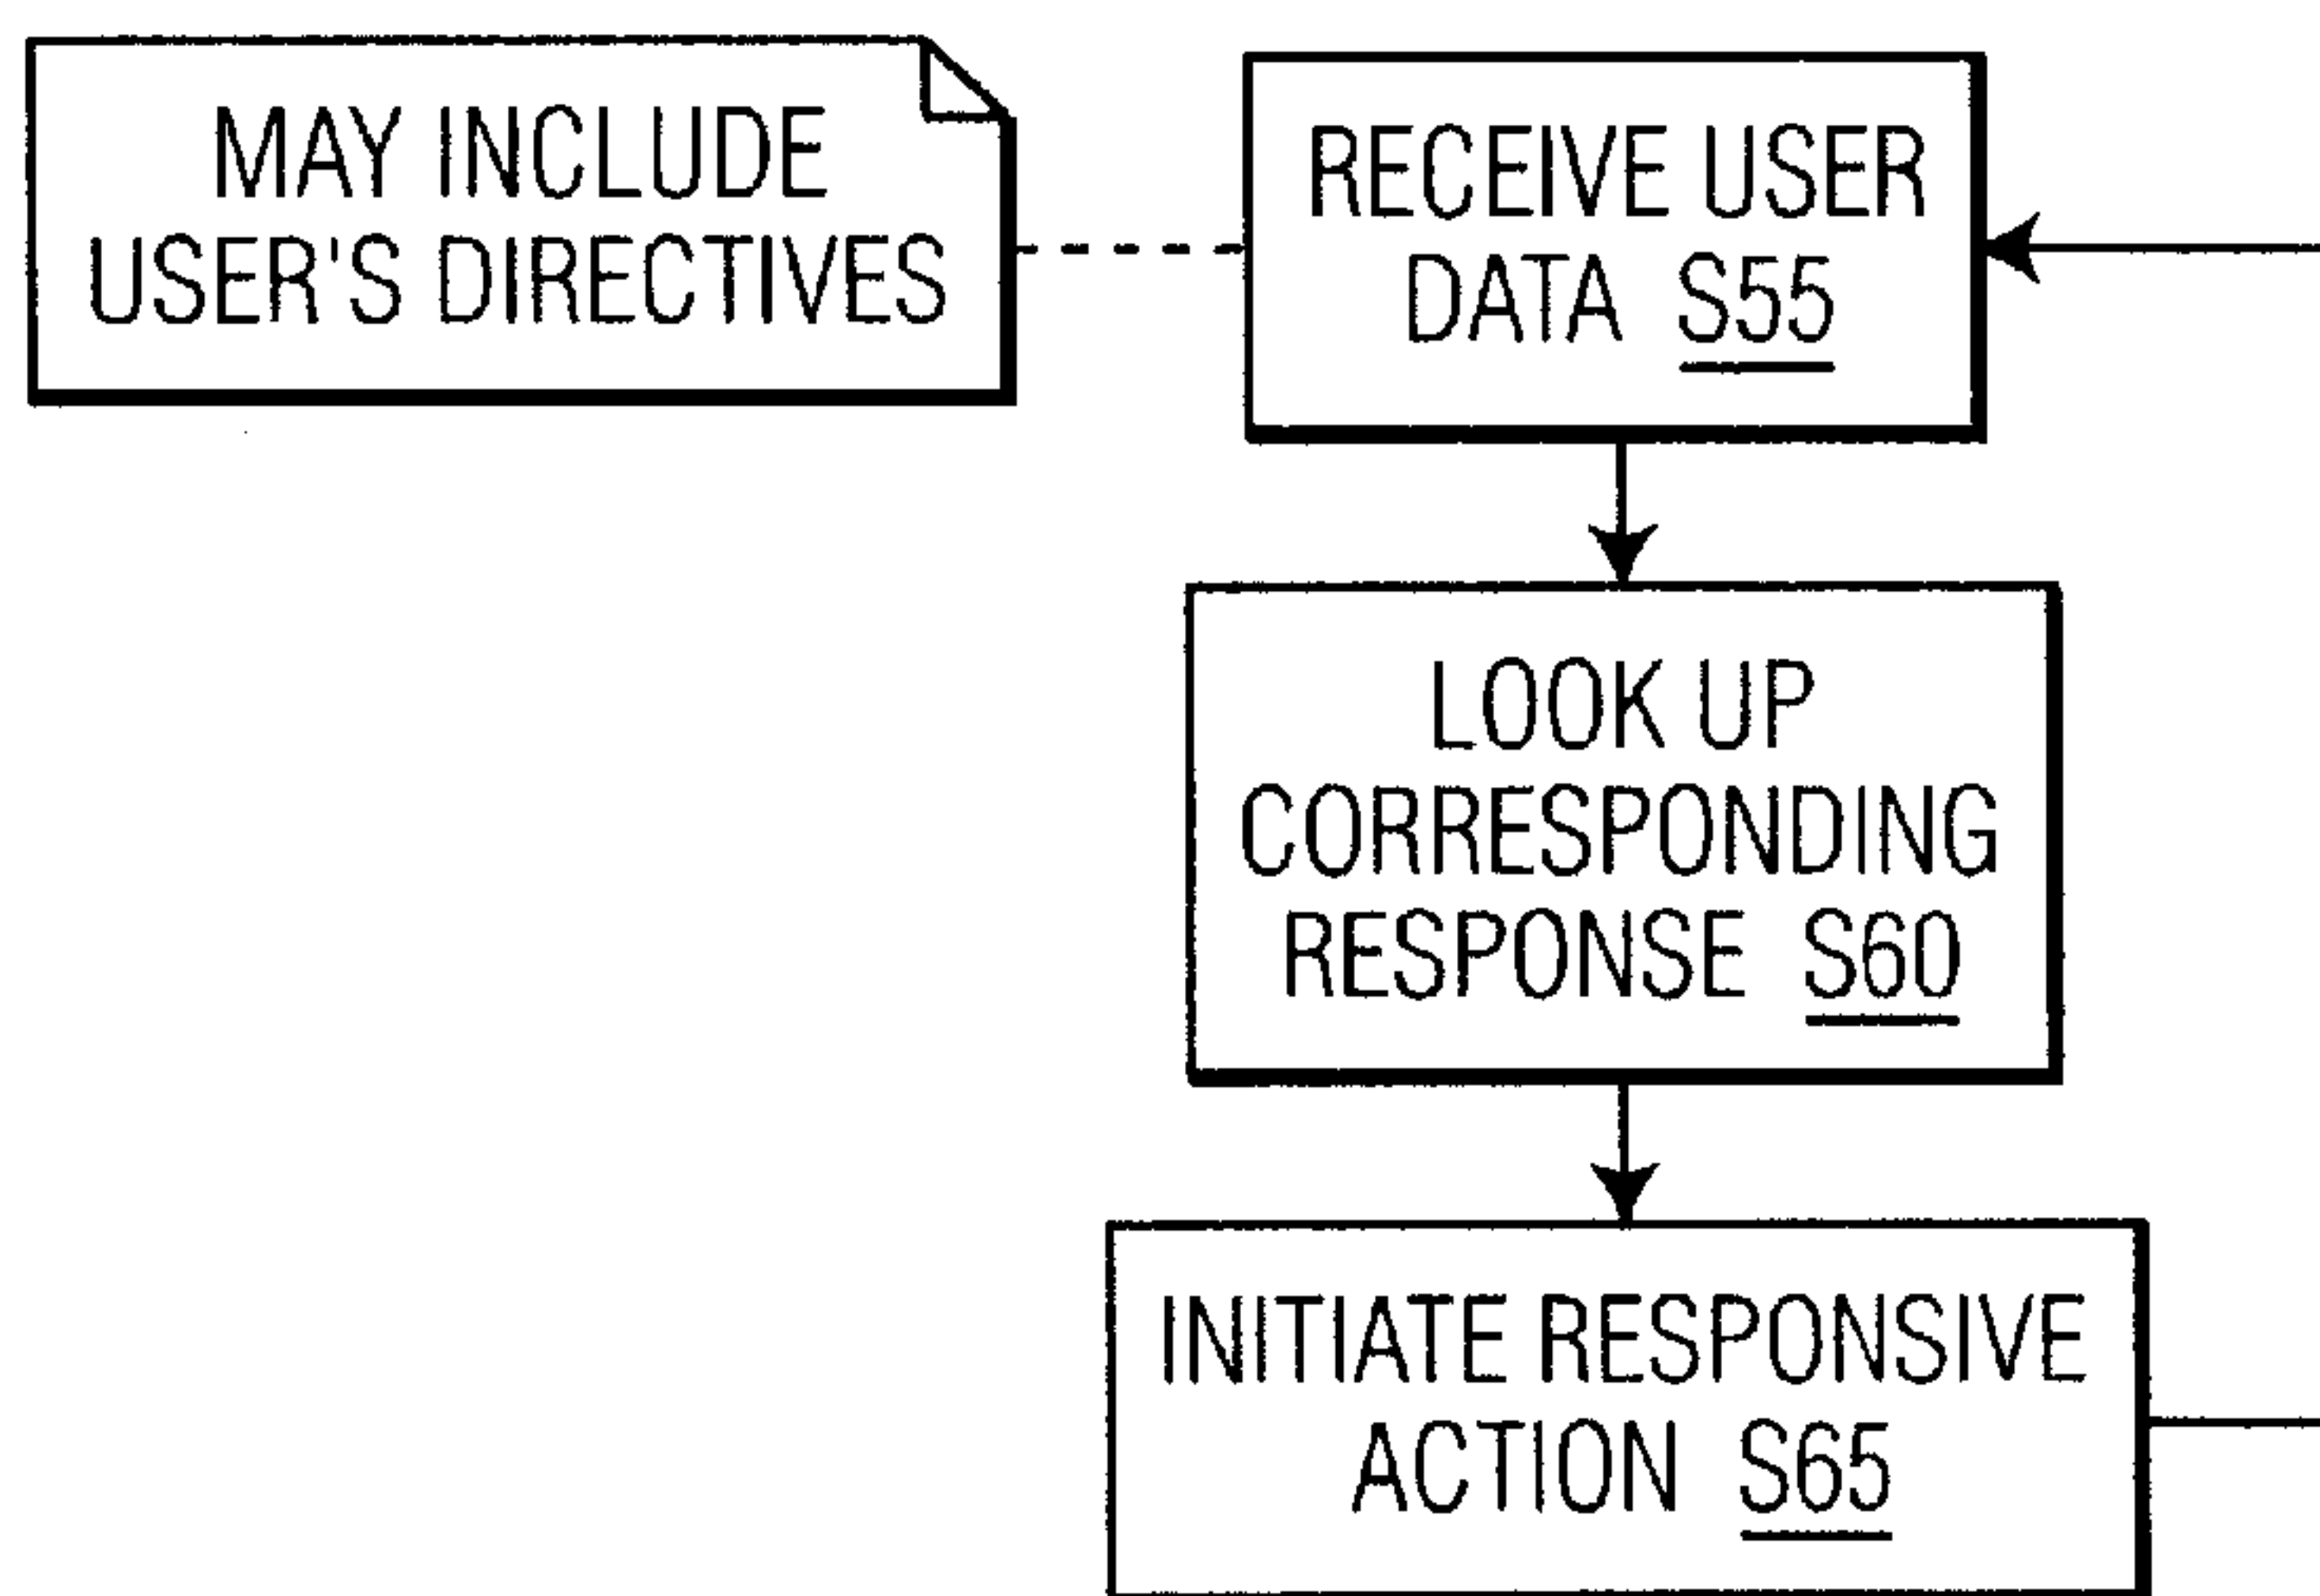 MAY INCLUDE
USER'S DIRECTIVES
RECEIVE USER
DATA S55
LOOK UP
CORRESPONDING
RESPONSE S60
INITIATE RESPONSIVE
ACTION S65